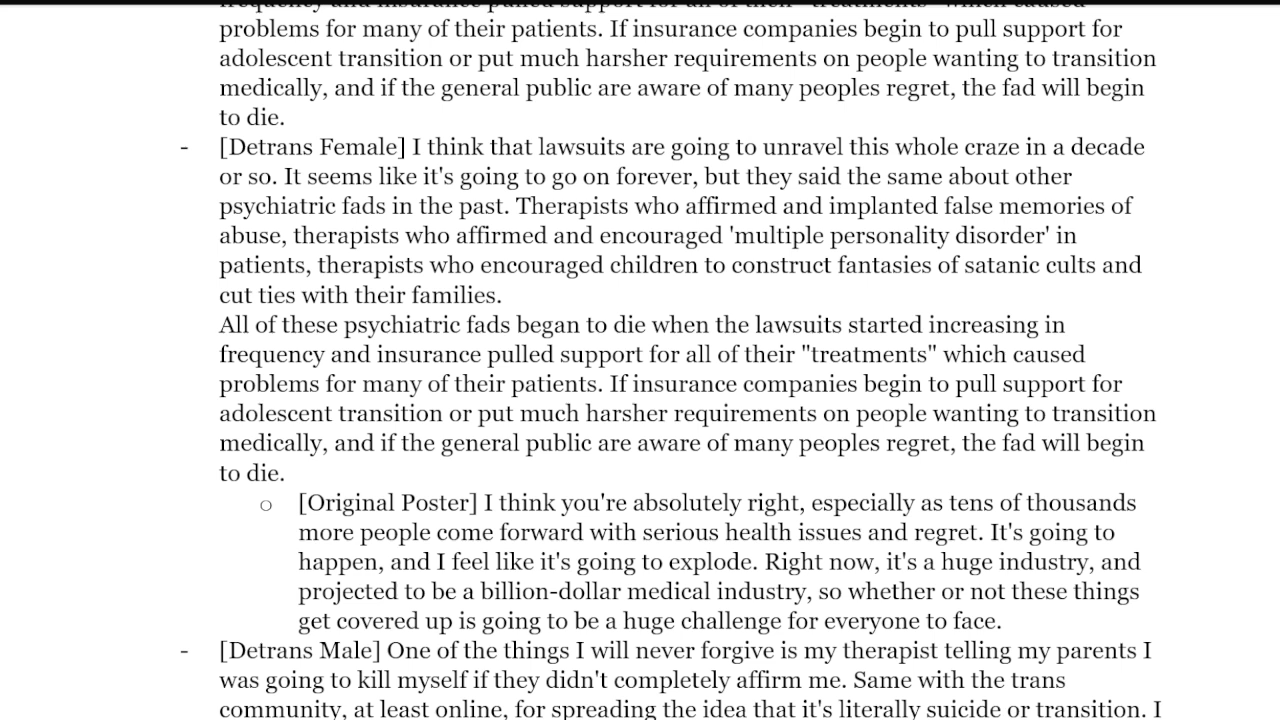 problems for many of their patients. If insurance companies begin to pull support for
adolescent transition or put much harsher requirements on people wanting to transition
medically, and if the general public are aware of many peoples regret, the fad will begin
to die.
- [Detrans Female] I think that lawsuits are going to unravel this whole craze in a decade
or so. It seems like it's going to go on forever, but they said the same about other
psychiatric fads in the past. Therapists who affirmed and implanted false memories of
abuse, therapists who affirmed and encouraged 'multiple personality disorder' in
patients, therapists who encouraged children to construct fantasies of satanic cults and
cut ties with their families.
All of these psychiatric fads began to die when the lawsuits started increasing in
frequency and insurance pulled support for all of their "treatments" which caused
problems for many of their patients. If insurance companies begin to pull support for
adolescent transition or put much harsher requirements on people wanting to transition
medically, and if the general public are aware of many peoples regret, the fad will begin
to die.
○ [Original Poster] I think you're absolutely right, especially as tens of thousands
more people come forward with serious health issues and regret. It's going to
happen, and I feel like it's going to explode. Right now, it's a huge industry, and
projected to be a billion-dollar medical industry, so whether or not these things
get covered up is going to be a huge challenge for everyone to face.
- [Detrans Male] One of the things I will never forgive is my therapist telling my parents I
was going to kill myself if they didn't completely affirm me. Same with the trans
community, at least online, for spreading the idea that it's literally suicide or transition. I